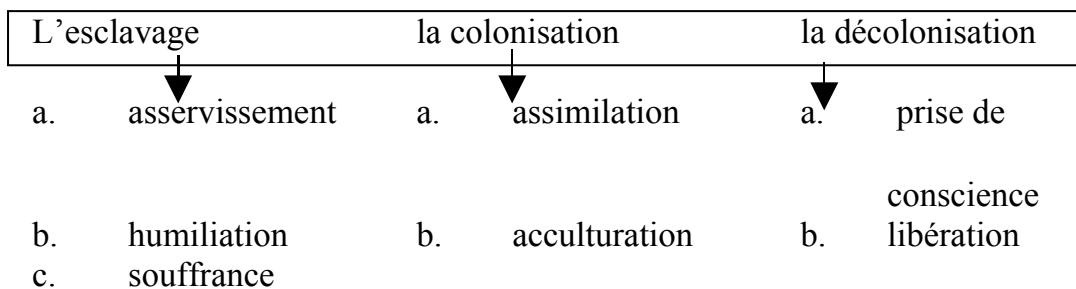 L’esclavage la colonisation la décolonisation
a. asservissement a. assimilation a. prise de
conscience
b. humiliation b. acculturation b. libération
c. souffrance